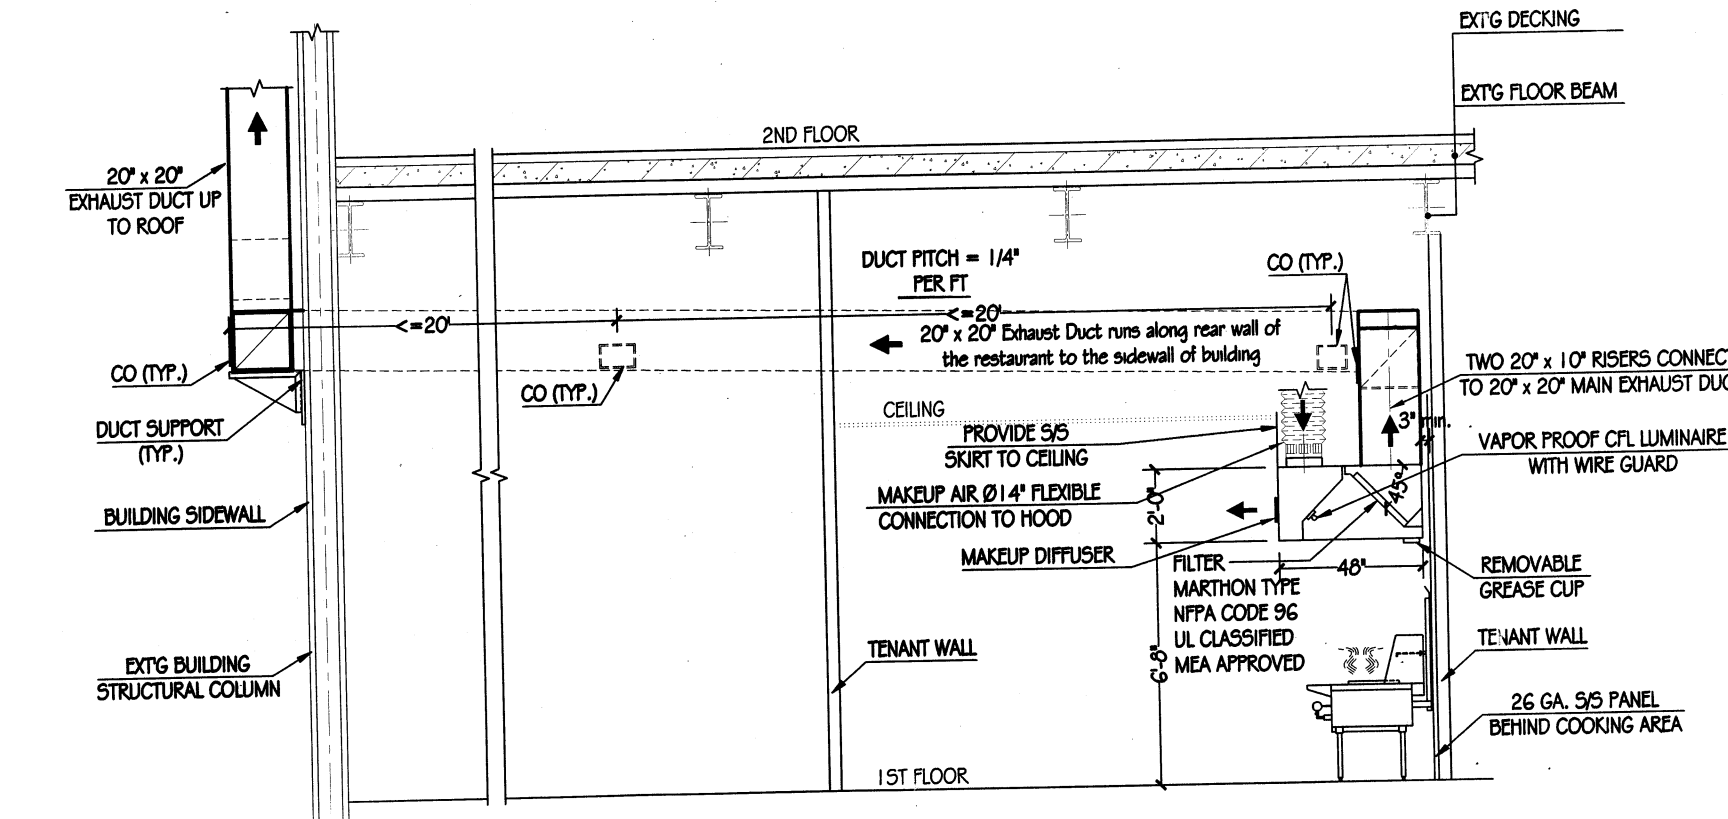 EXT'G DECKING
EXT'G FLOOR BEAM
2ND FLOOR
20" x 20"
EXHAUST DUCT UP
TO ROOF
DUCT PITCH = 1/4"
PER FT
CO (TYP.)
<=20'
<=20'
20" x 20" Exhaust Duct runs along rear wall of
the restaurant to the sidewall of building
CO (TYP.)
CO (TYP.)
TWO 20" x 10" RISERS CONNECT
TO 20" x 20" MAIN EXHAUST
3" min.
CEILING
DUCT SUPPORT
(TYP.)
PROVIDE S/S
SKIRT TO CEILING
VAPOR PROOF CFL LUMINAIRE
WITH WIRE GUARD
45°
MAKEUP AIR Ø14" FLEXIBLE
CONNECTION TO HOOD
2'-0"
BUILDING SIDEWALL
MAKEUP DIFFUSER
48"
FILTER
MARTHON TYPE
NFPA CODE 96
UL CLASSIFIED
MEA APPROVED
REMOVABLE
GREASE CUP
TENANT WALL
TENANT WALL
6'-8"
EXT'G BUILDING
STRUCTURAL COLUMN
26 GA. S/S PANEL
BEHIND COOKING AREA
1ST FLOOR